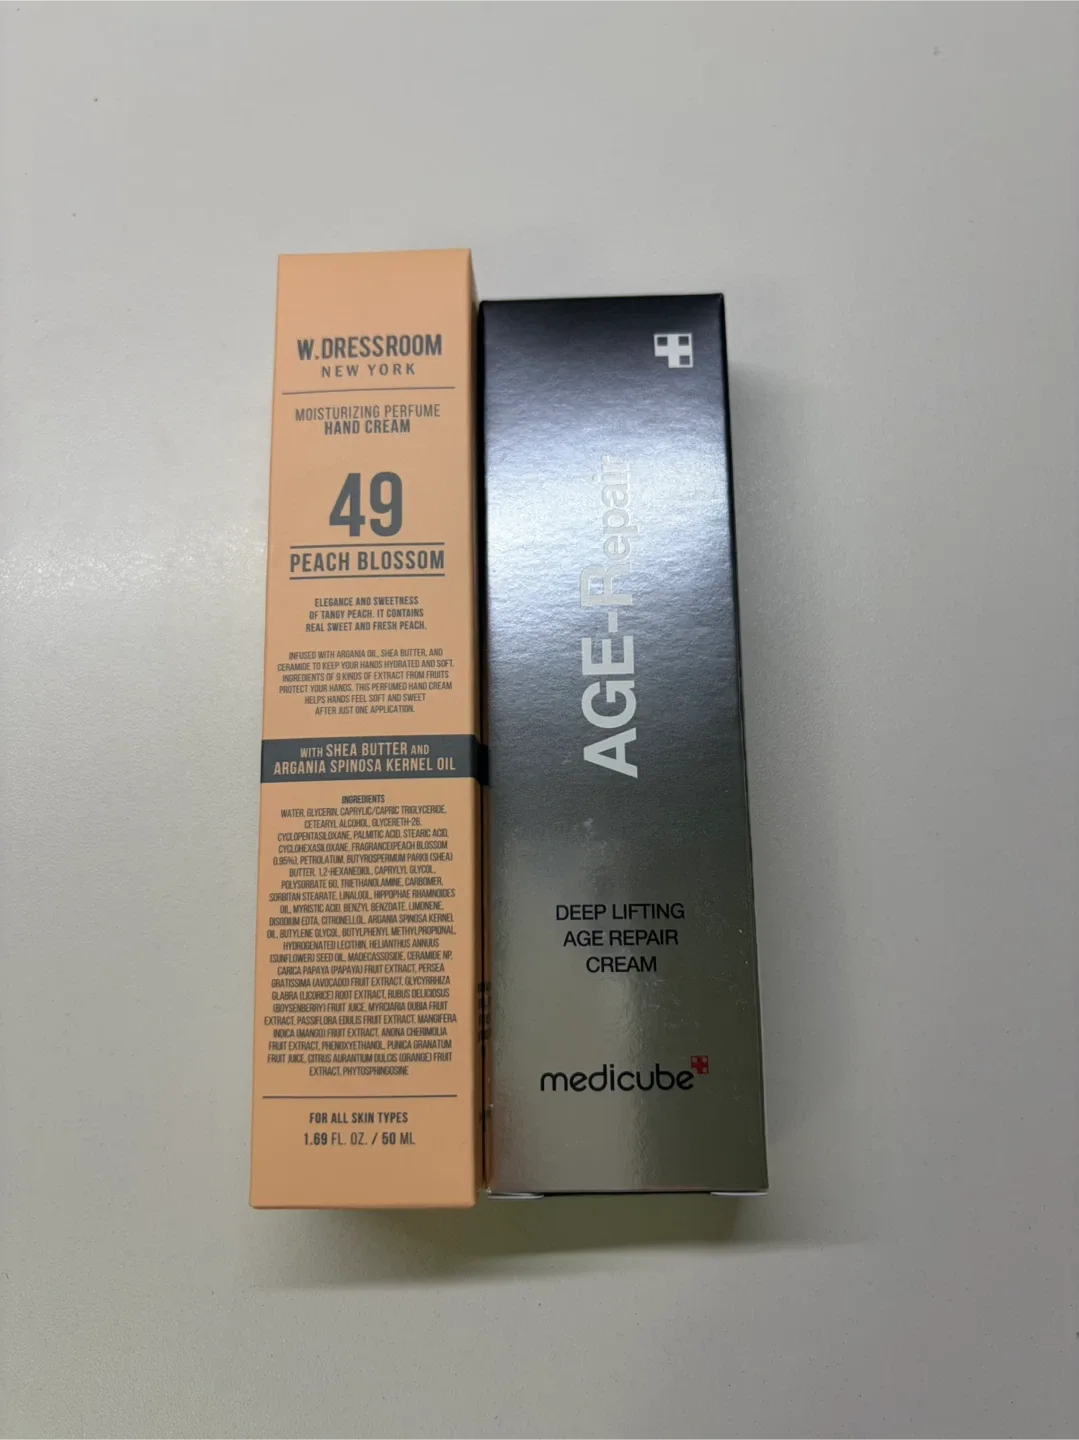 W.DRESSROOM
NEW YORK
MOISTURIZING PERFUME
HAND CREAM
49
PEACH BLOSSOM
ELEGANCE AND SWEETNESS
OF TANGY PEACH. IT CONTAINS
REAL SWEET AND FRESH PEACH.
INFUSED WITH ARGANIA OIL, SHEA BUTTER, AND
CERAMIDE TO KEEP YOUR HANDS HYDRATED AND SOFT.
INGREDIENTS OF 9 KINDS OF EXTRACT FROM FRUITS
PROTECT YOUR HANDS. THIS PERFUMED HAND CREAM
HELPS HANDS FEEL SOFT AND SWEET
AFTER JUST ONE APPLICATION.
WITH SHEA BUTTER AND
ARGANIA SPINOSA KERNEL OIL
INGREDIENTS
WATER, GLYCERIN, CAPRYLIC/CAPRIC TRIGLYCERIDE,
CETEARYL ALCOHOL, GLYCERETH-26,
CYCLOPENTASILOXANE, PALMITIC ACID, STEARIC ACID,
CYCLOHEXASILOXANE, FRAGRANCE(PEACH BLOSSOM
0.95%), PETROLATUM, BUTYROSPERMUM PARKII (SHEA)
BUTTER, 1,2-HEXANEDIOL, CAPRYLYL GLYCOL,
POLYSORBATE 60, TRIETHANOLAMINE, CARBOMER,
SORBITAN STEARATE, LINALOOL, HIPPOPHAE RHAMNOIDES
OIL, MYRISTIC ACID, BENZYL BENZOATE, LIMONENE,
DISODIUM EDTA, CITRONELLOL, ARGANIA SPINOSA KERNEL
OIL, BUTYLENE GLYCOL, BUTYLPHENYL METHYLPROPIONAL,
HYDROGENATED LECITHIN, HELIANTHUS ANNUUS
(SUNFLOWER) SEED OIL, MADECASSOSIDE, CERAMIDE NP,
CARICA PAPAYA (PAPAYA) FRUIT EXTRACT, PERSEA
GRATISSIMA (AVOCADO) FRUIT EXTRACT, GLYCYRRHIZA
GLABRA (LICORICE) ROOT EXTRACT, RUBUS DELICIOSUS
(BOYSENBERRY) FRUIT JUICE, MYRCIARIA DUBIA FRUIT
EXTRACT, PASSIFLORA EDULIS FRUIT EXTRACT, MANGIFERA
INDICA (MANGO) FRUIT EXTRACT, ANONA CHERIMOLIA
FRUIT EXTRACT, PHENOXYETHANOL, PUNICA GRANATUM
FRUIT JUICE, CITRUS AURANTIUM DULCIS (ORANGE) FRUIT
EXTRACT, PHYTOSPHINGOSINE
FOR ALL SKIN TYPES
1.69 FL. OZ. / 50 ML
AGE-Repair
DEEP LIFTING
AGE REPAIR
CREAM
medicube